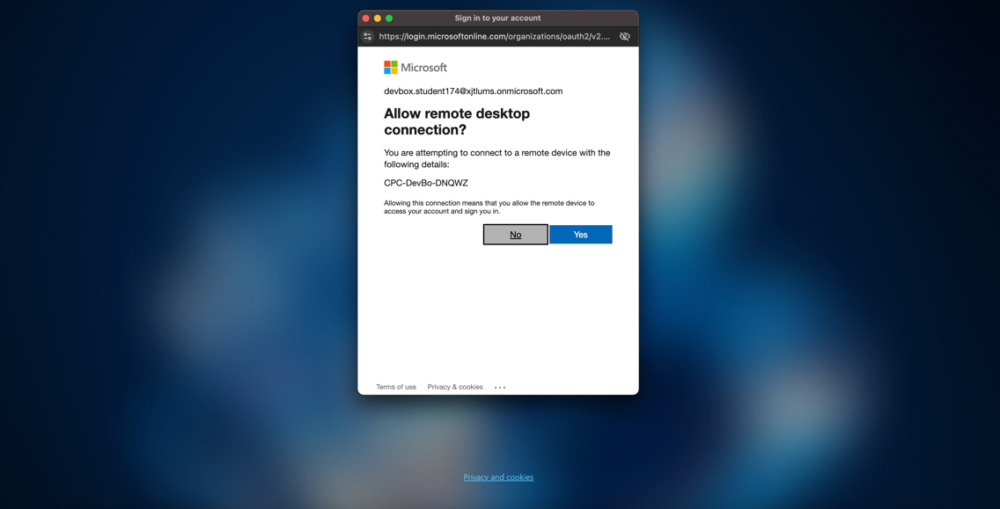 Sign in to your account
https://login.microsoftonline.com/organizations/oauth2/v2....
Microsoft
devbox.student174@xjtlums.onmicrosoft.com
Allow remote desktop
connection?
You are attempting to connect to a remote device with the
following details:
CPC-DevBo-DNQWZ
Allowing this connection means that you allow the remote device to
access your account and sign you in.
No Yes
Terms of use Privacy & cookies ...
Privacy and cookies